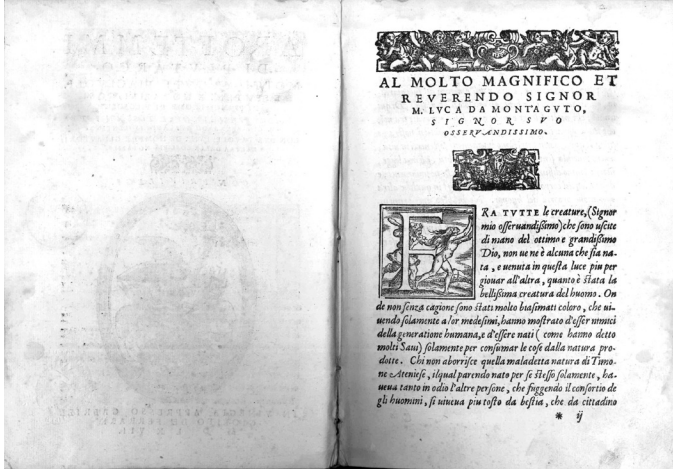 AL MOLTO MAGNIFICO ET
REVERENDO SIGNOR
M. LVCA DA MONTAGVTO,
SIGNOR SVO
OSSERVANDISSIMO.
FRA TVTTE le creature, (Signor
mio osseruandißimo) che sono uscite
di mano del ottimo e grandißimo
Dio, non ue ne è alcuna che sia na-
ta, e uenuta in questa luce piu per
giouar all'altra, quanto è stata la
bellißima creatura del huomo. On
de non senza cagione sono stati molto biasimati coloro, che ui-
uendo solamente a lor medesimi, hanno mostrato d'esser nimici
della generatione humana, e d'essere nati ( come hanno detto
molti Saui) solamente per consumar le cose dalla natura pro-
dotte. Chi non aborrisce quella maladetta natura di Timo-
ne Ateniese, ilqual parendo nato per se stesso solamente, ha-
ueua tanto in odio l'altre persone, che fuggendo il consortio de
gli huomini, si uiueua piu tosto da bestia, che da cittadino
* ij